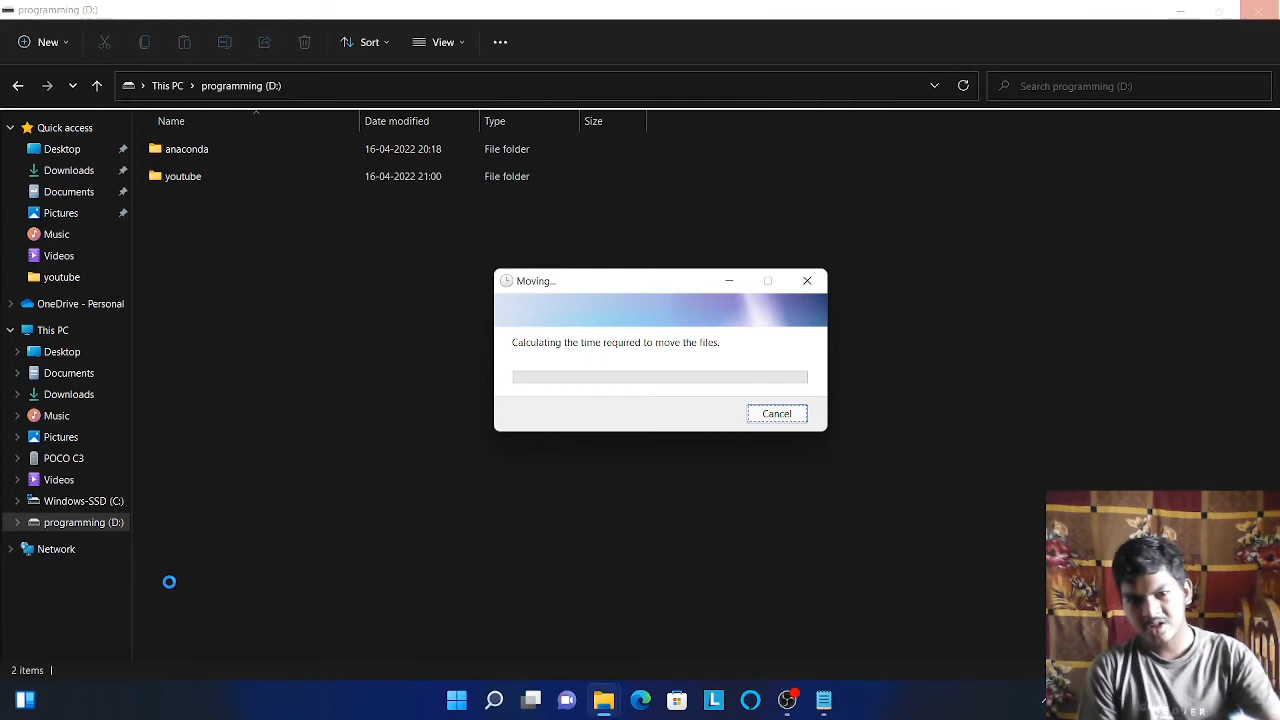 programming (D:)
New
Sort
View
This PC
programming (D:)
Search programming (D:)
Name
Date modified
Type
Size
Quick access
anaconda
16-04-2022 20:18
File folder
youtube
16-04-2022 21:00
File folder
Desktop
Downloads
Documents
Pictures
Music
Videos
youtube
OneDrive - Personal
This PC
Desktop
Documents
Downloads
Music
Pictures
POCO C3
Videos
Windows-SSD (C:)
programming (D:)
Network
Moving...
Calculating the time required to move the files.
Cancel
2 items
L